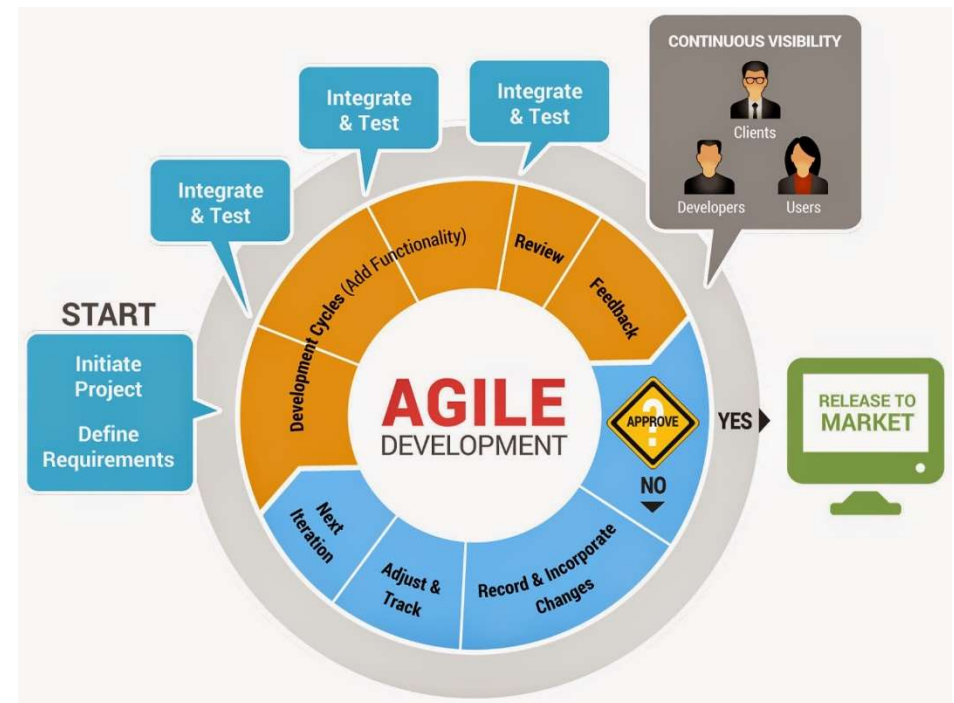 CONTINUOUS VISIBILITY
Clients
Developers
Users
Integrate
& Test
Integrate
& Test
Integrate
& Test
START
Initiate
Project
Define
Requirements
Development Cycles (Add Functionality)
Review
Feedback
AGILE
DEVELOPMENT
?
APPROVE
YES
NO
RELEASE TO
MARKET
Record & Incorporate
Changes
Adjust &
Track
Next
Iteration